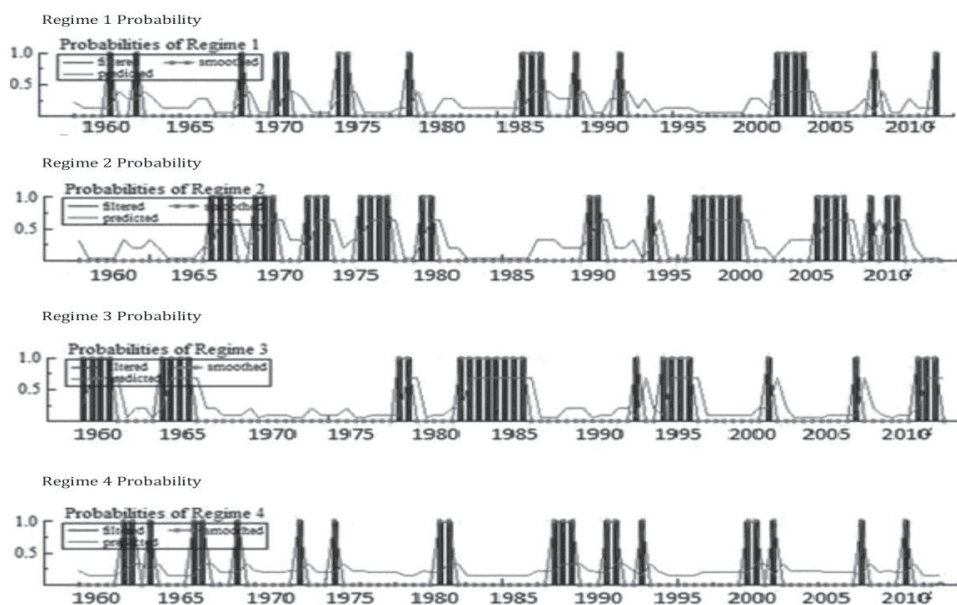 Regime 1 Probability
Probabilities of Regime 1
1.0
filtered smoothed
predicted
0.5
1960 1965 1970 1975 1980 1985 1990 1995 2000 2005 2010
Regime 2 Probability
Probabilities of Regime 2
1.0
filtered smoothed
predicted
0.5
1960 1965 1970 1975 1980 1985 1990 1995 2000 2005 2010
Regime 3 Probability
Probabilities of Regime 3
1.0
filtered smoothed
predicted
0.5
1960 1965 1970 1975 1980 1985 1990 1995 2000 2005 2010
Regime 4 Probability
Probabilities of Regime 4
1.0
filtered smoothed
predicted
0.5
1960 1965 1970 1975 1980 1985 1990 1995 2000 2005 2010